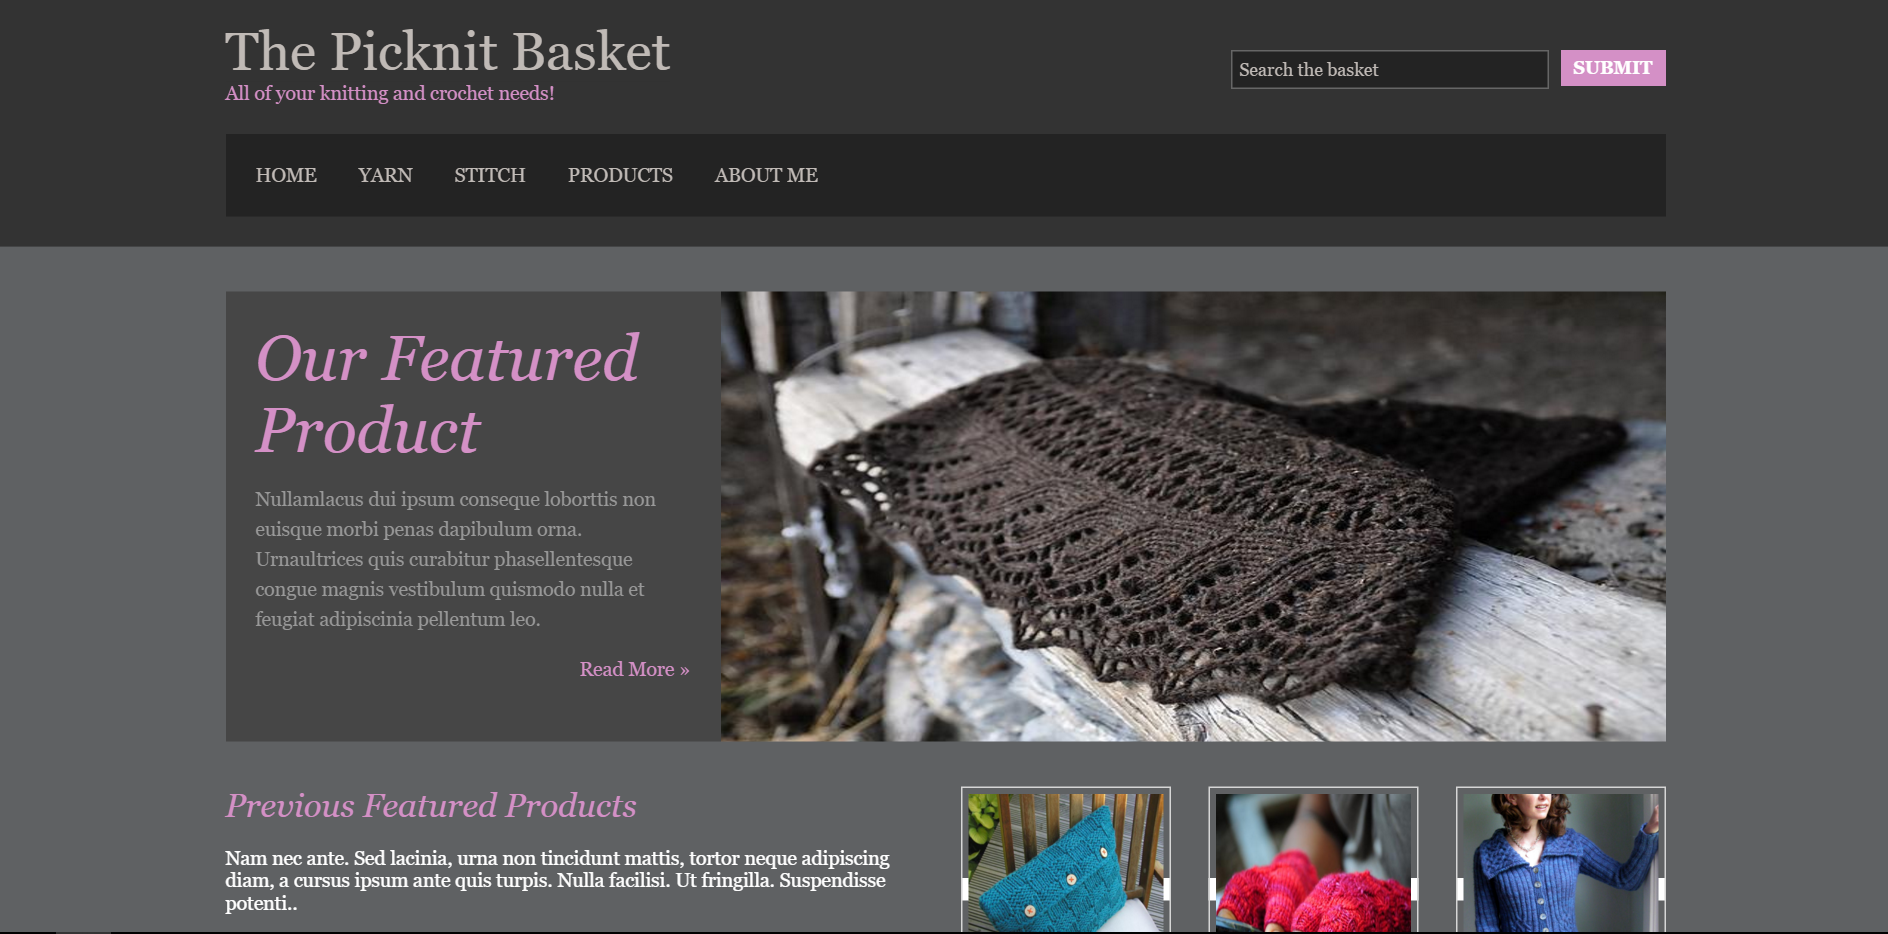 The Picknit Basket
All of your knitting and crochet needs!
Search the basket
SUBMIT
HOME YARN STITCH PRODUCTS ABOUT ME
Our Featured
Product
Nullamlacus dui ipsum conseque loborttis non
euisque morbi penas dapibulum orna.
Urnaultrices quis curabitur phasellentesque
congue magnis vestibulum quismodo nulla et
feugiat adipiscinia pellentum leo.
Read More »
Previous Featured Products
Nam nec ante. Sed lacinia, urna non tincidunt mattis, tortor neque adipiscing
diam, a cursus ipsum ante quis turpis. Nulla facilisi. Ut fringilla. Suspendisse
potenti..